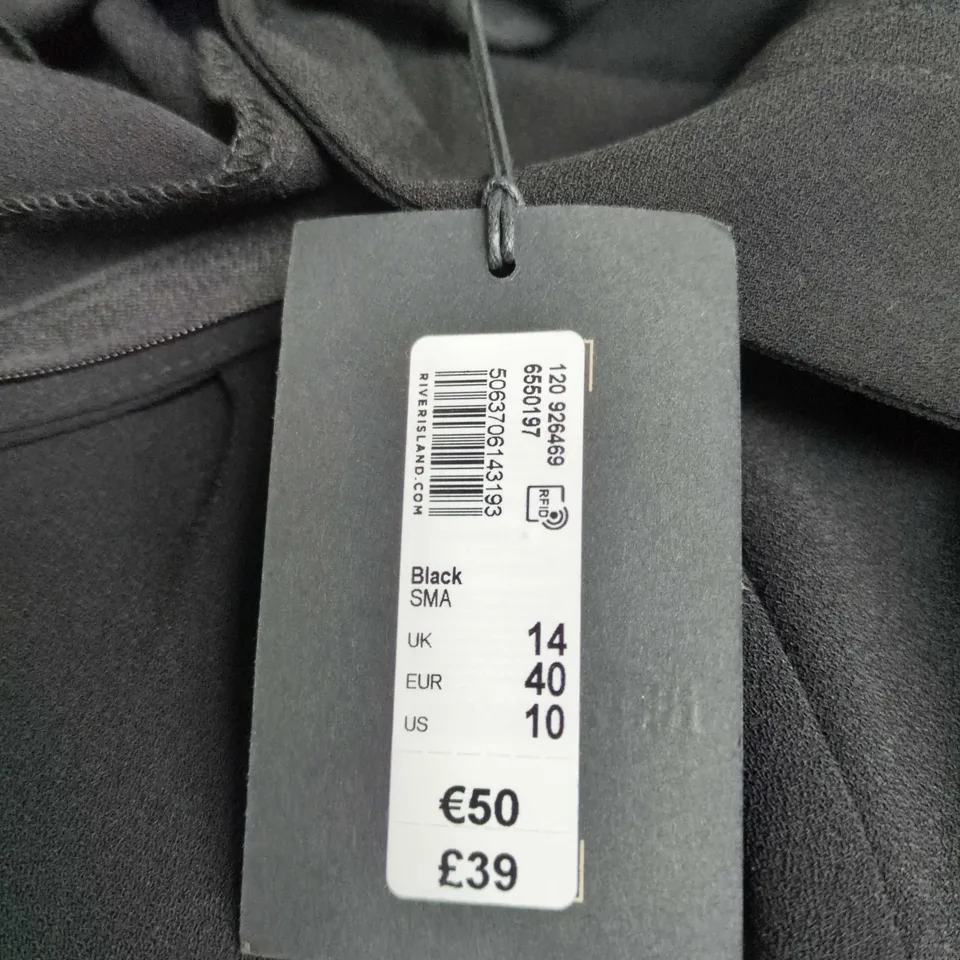 120 926469
6550197
RFID
5063706143193
RIVERISLAND.COM
Black
SMA
UK 14
EUR 40
US 10
€50
£39